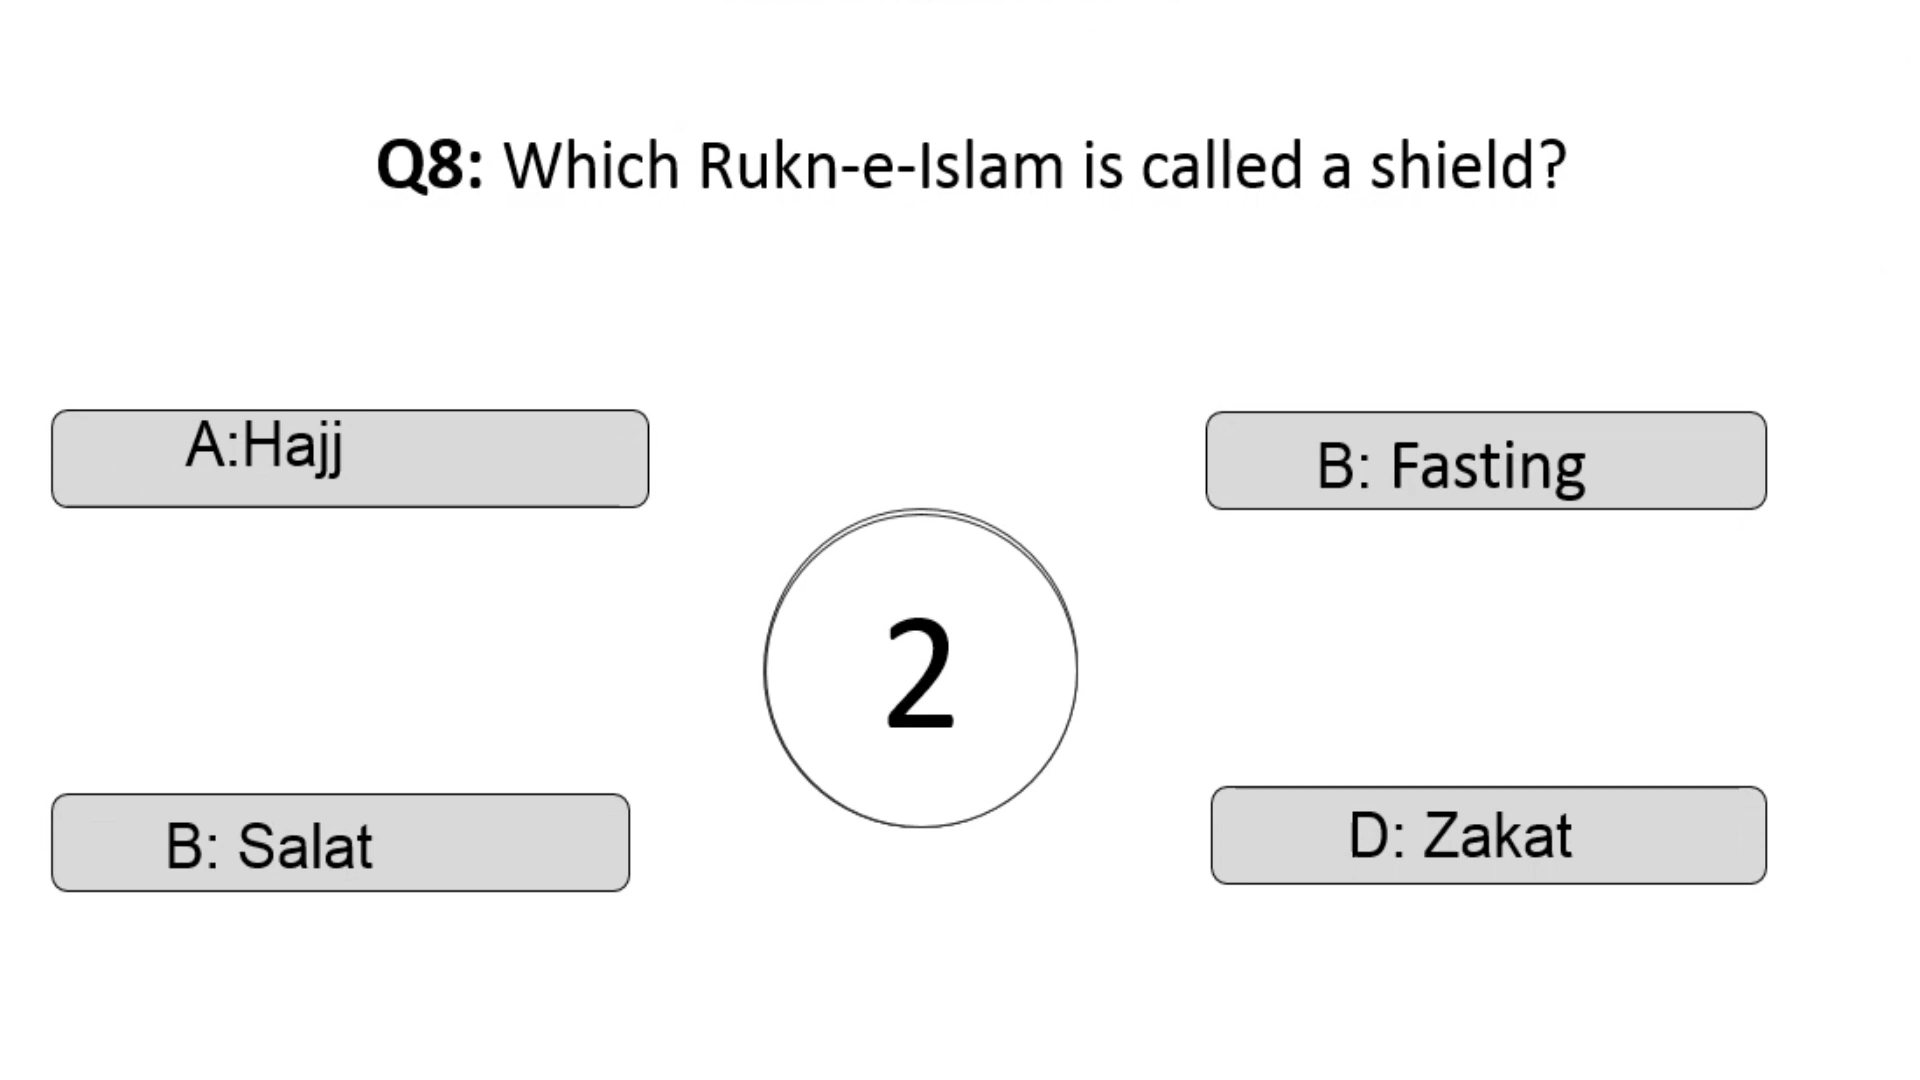 Q8: Which Rukn-e-Islam is called a shield?
A:Hajj
B: Fasting
2
B: Salat
D: Zakat